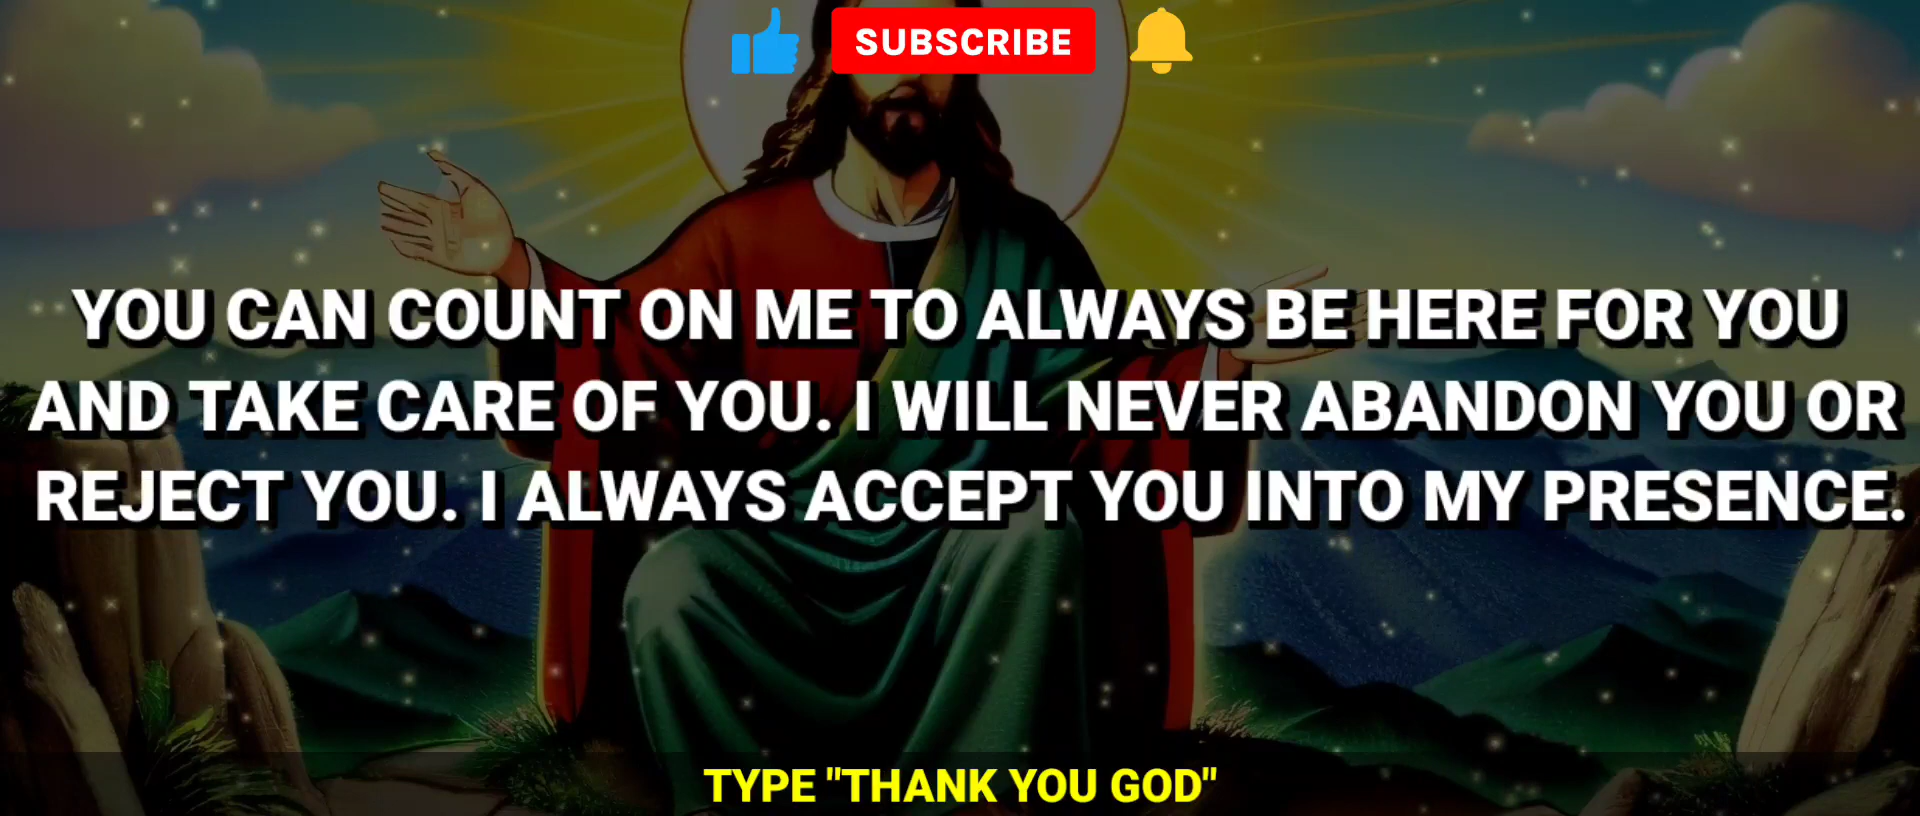 SUBSCRIBE
YOU CAN COUNT ON ME TO ALWAYS BE HERE FOR YOU
AND TAKE CARE OF YOU. I WILL NEVER ABANDON YOU OR
REJECT YOU. I ALWAYS ACCEPT YOU INTO MY PRESENCE.
TYPE "THANK YOU GOD"